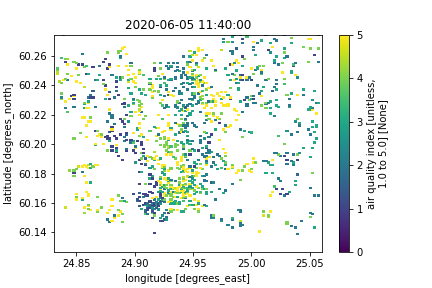 2020-06-05 11:40:00
60.26
60.24
60.22
60.20
60.18
60.16
60.14
latitude [degrees_north]
24.85 24.90 24.95 25.00 25.05
longitude [degrees_east]
5
4
3
2
1
0
air quality index [unitless,
1.0 to 5.0] [None]